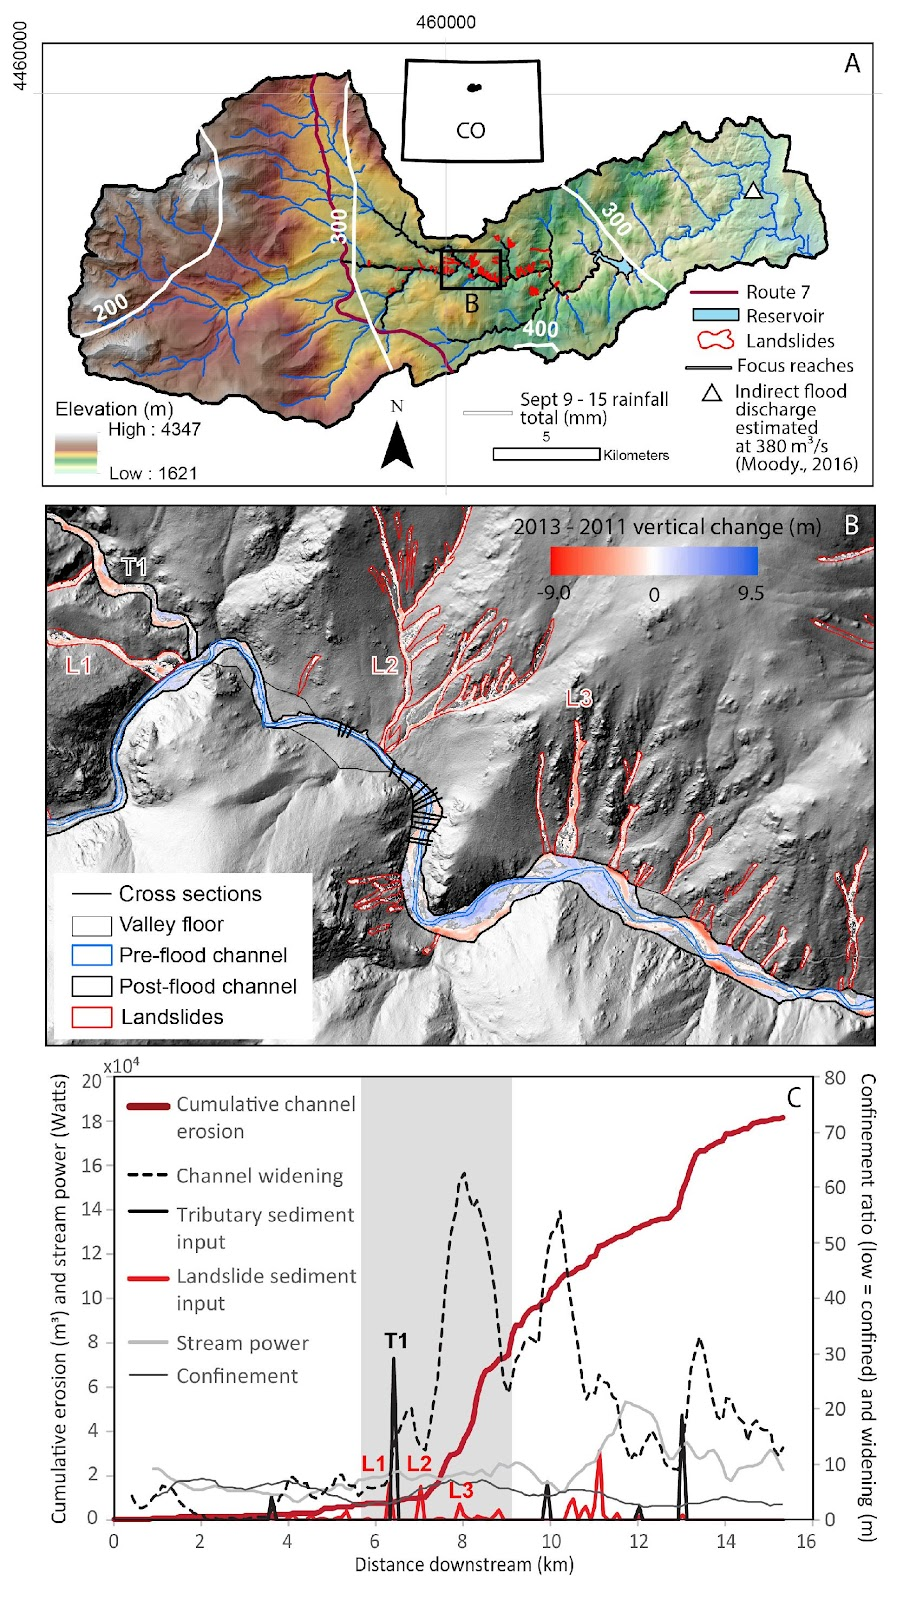 460000
4460000
A
CO
300
300
200
400
B
Route 7
Reservoir
Landslides
Focus reaches
Indirect flood
discharge
estimated
at 380 m³/s
(Moody., 2016)
Elevation (m)
High : 4347
Low : 1621
N
Sept 9 - 15 rainfall
total (mm)
5
Kilometers
2013 - 2011 vertical change (m)
B
-9.0 0 9.5
T1
L1
L2
L3
Cross sections
Valley floor
Pre-flood channel
Post-flood channel
Landslides
x10⁴
Cumulative erosion (m³) and stream power (Watts)
20
18
16
14
12
10
8
6
4
2
0
C
Cumulative channel
erosion
Channel widening
Tributary sediment
input
Landslide sediment
input
Stream power
Confinement
T1
L1
L2
L3
80
70
60
50
40
30
20
10
0
Confinement ratio (low = confined) and widening (m)
0 2 4 6 8 10 12 14 16
Distance downstream (km)